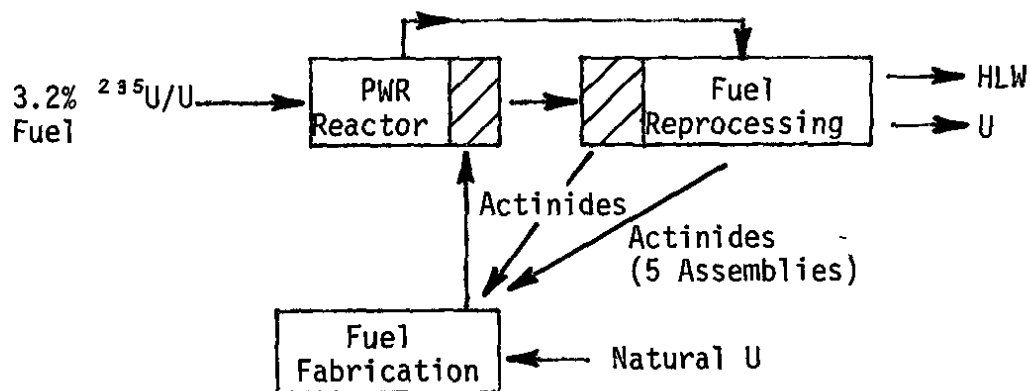 3.2% ²³⁵U/U
Fuel
PWR
Reactor
Fuel
Reprocessing
HLW
U
Actinides
Actinides
(5 Assemblies)
Fuel
Fabrication
Natural U